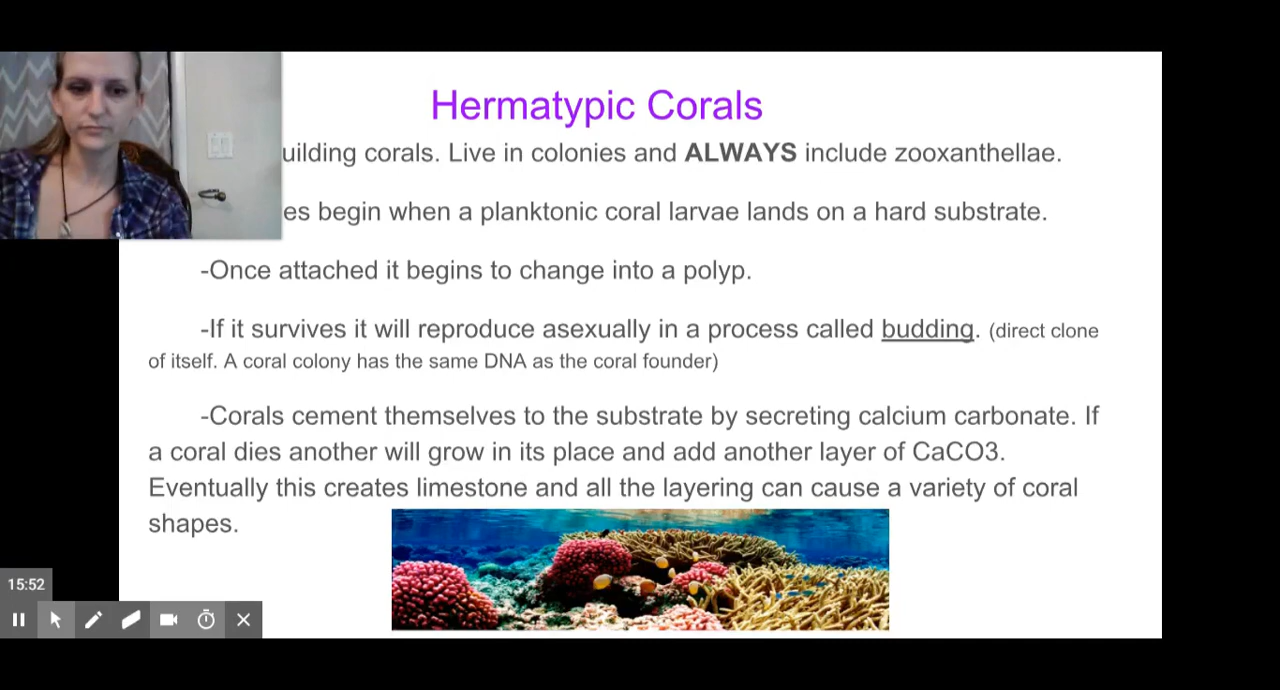 Hermatypic Corals
uilding corals. Live in colonies and ALWAYS include zooxanthellae.
es begin when a planktonic coral larvae lands on a hard substrate.
-Once attached it begins to change into a polyp.
-If it survives it will reproduce asexually in a process called budding. (direct clone
of itself. A coral colony has the same DNA as the coral founder)
-Corals cement themselves to the substrate by secreting calcium carbonate. If
a coral dies another will grow in its place and add another layer of CaCO3.
Eventually this creates limestone and all the layering can cause a variety of coral
shapes.
15:52